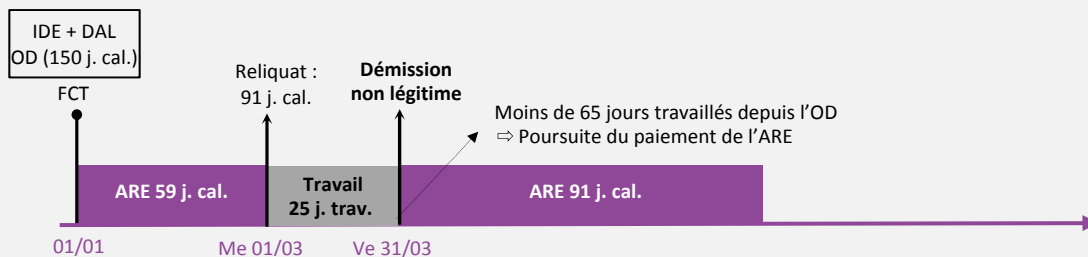 IDE + DAL
OD (150 j. cal.)
FCT
Reliquat :
91 j. cal.
Démission
non légitime
Moins de 65 jours travaillés depuis l’OD
⇨ Poursuite du paiement de l’ARE
ARE 59 j. cal.
Travail
25 j. trav.
ARE 91 j. cal.
01/01
Me 01/03
Ve 31/03